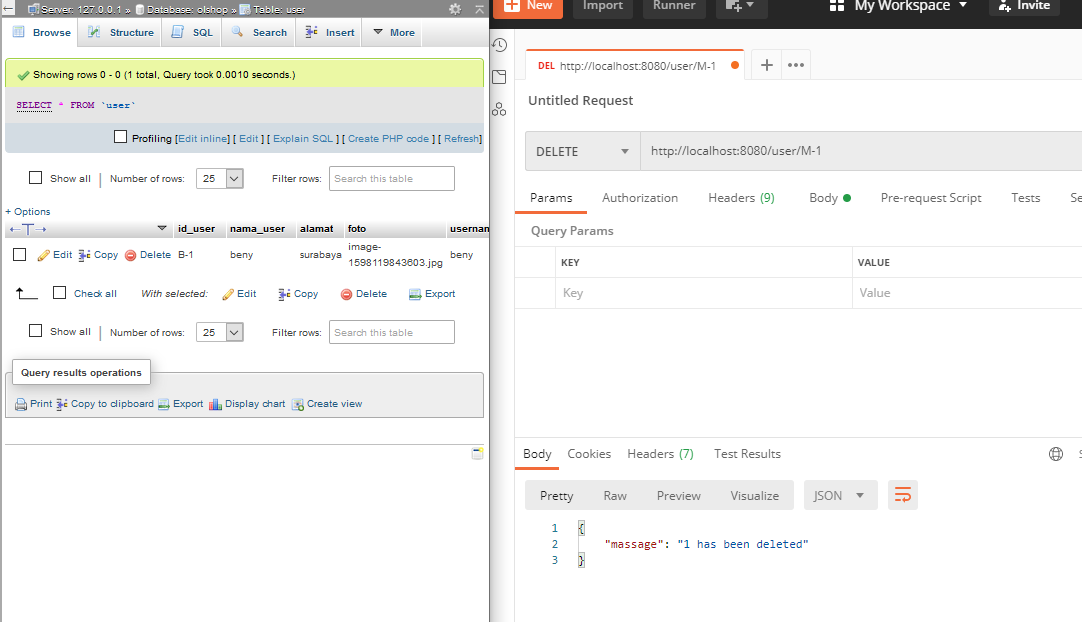 Server: 127.0.0.1 » Database: olshop » Table: user
Browse Structure SQL Search Insert More
Showing rows 0 - 0 (1 total, Query took 0.0010 seconds.)
SELECT * FROM `user`
Profiling [Edit inline] [ Edit ] [ Explain SQL ] [ Create PHP code ] [ Refresh]
Show all | Number of rows: 25 Filter rows: Search this table
+ Options
←T→ id_user nama_user alamat foto usernam
Edit Copy Delete B-1 beny surabaya image-1598119843603.jpg beny
Check all With selected: Edit Copy Delete Export
Show all | Number of rows: 25 Filter rows: Search this table
Query results operations
Print Copy to clipboard Export Display chart Create view
New Import Runner My Workspace Invite
DEL http://localhost:8080/user/M-1
Untitled Request
DELETE http://localhost:8080/user/M-1
Params Authorization Headers (9) Body Pre-request Script Tests Se
Query Params
KEY VALUE
Key Value
Body Cookies Headers (7) Test Results S
Pretty Raw Preview Visualize JSON
1 {
2 "massage": "1 has been deleted"
3 }